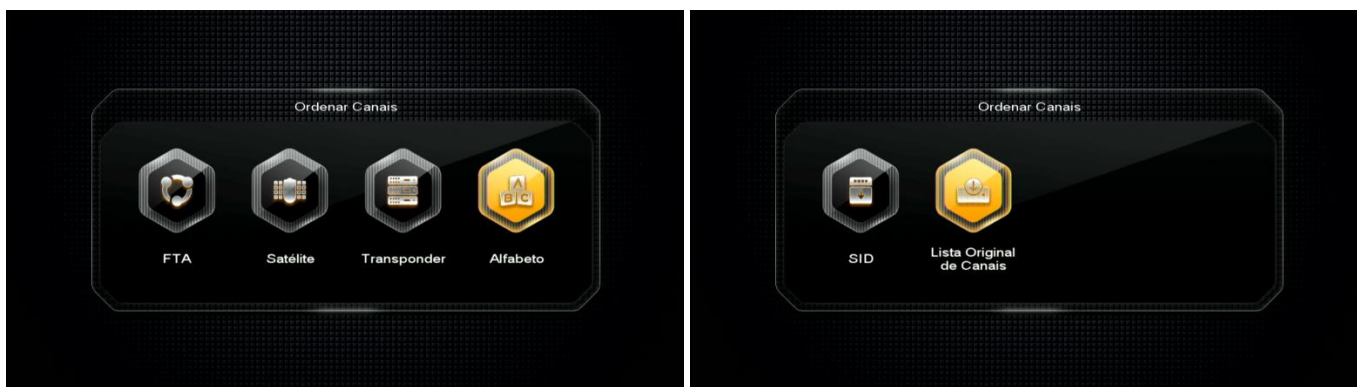 Ordenar Canais
FTA
Satélite
Transponder
Alfabeto
Ordenar Canais
SID
Lista Original
de Canais